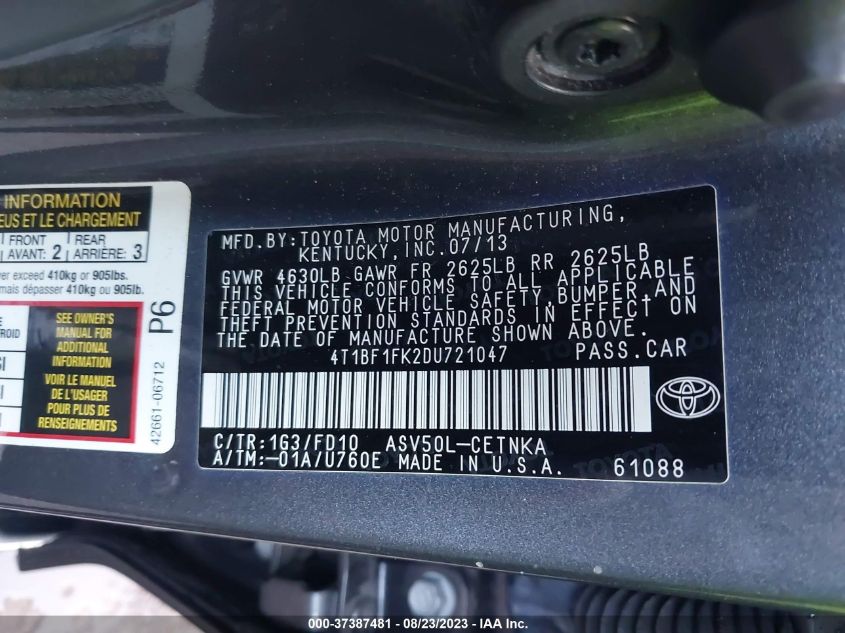 INFORMATION
EUS ET LE CHARGEMENT
FRONT REAR
AVANT: 2 ARRIÈRE: 3
ver exceed 410kg or 905lbs.
mais dépasser 410kg ou 905lb.
SEE OWNER'S
MANUAL FOR
ADDITIONAL
INFORMATION
VOIR LE MANUEL
DE L'USAGER
POUR PLUS DE
RENSEIGNEMENTS
P6
42661-06712
MFD.BY:TOYOTA MOTOR MANUFACTURING,
KENTUCKY,INC.07/13
GVWR 4630LB GAWR FR 2625LB RR 2625LB
THIS VEHICLE CONFORMS TO ALL APPLICABLE
FEDERAL MOTOR VEHICLE SAFETY,BUMPER,AND
THEFT PREVENTION STANDARDS IN EFFECT ON
THE DATE OF MANUFACTURE SHOWN ABOVE.
4T1BF1FK2DU721047 PASS.CAR
C/TR:1G3/FD10 ASV50L-CETNKA
A/TM:-01A/U760E MADE IN U.S.A. 61088
000-37387481 - 08/23/2023 - IAA Inc.